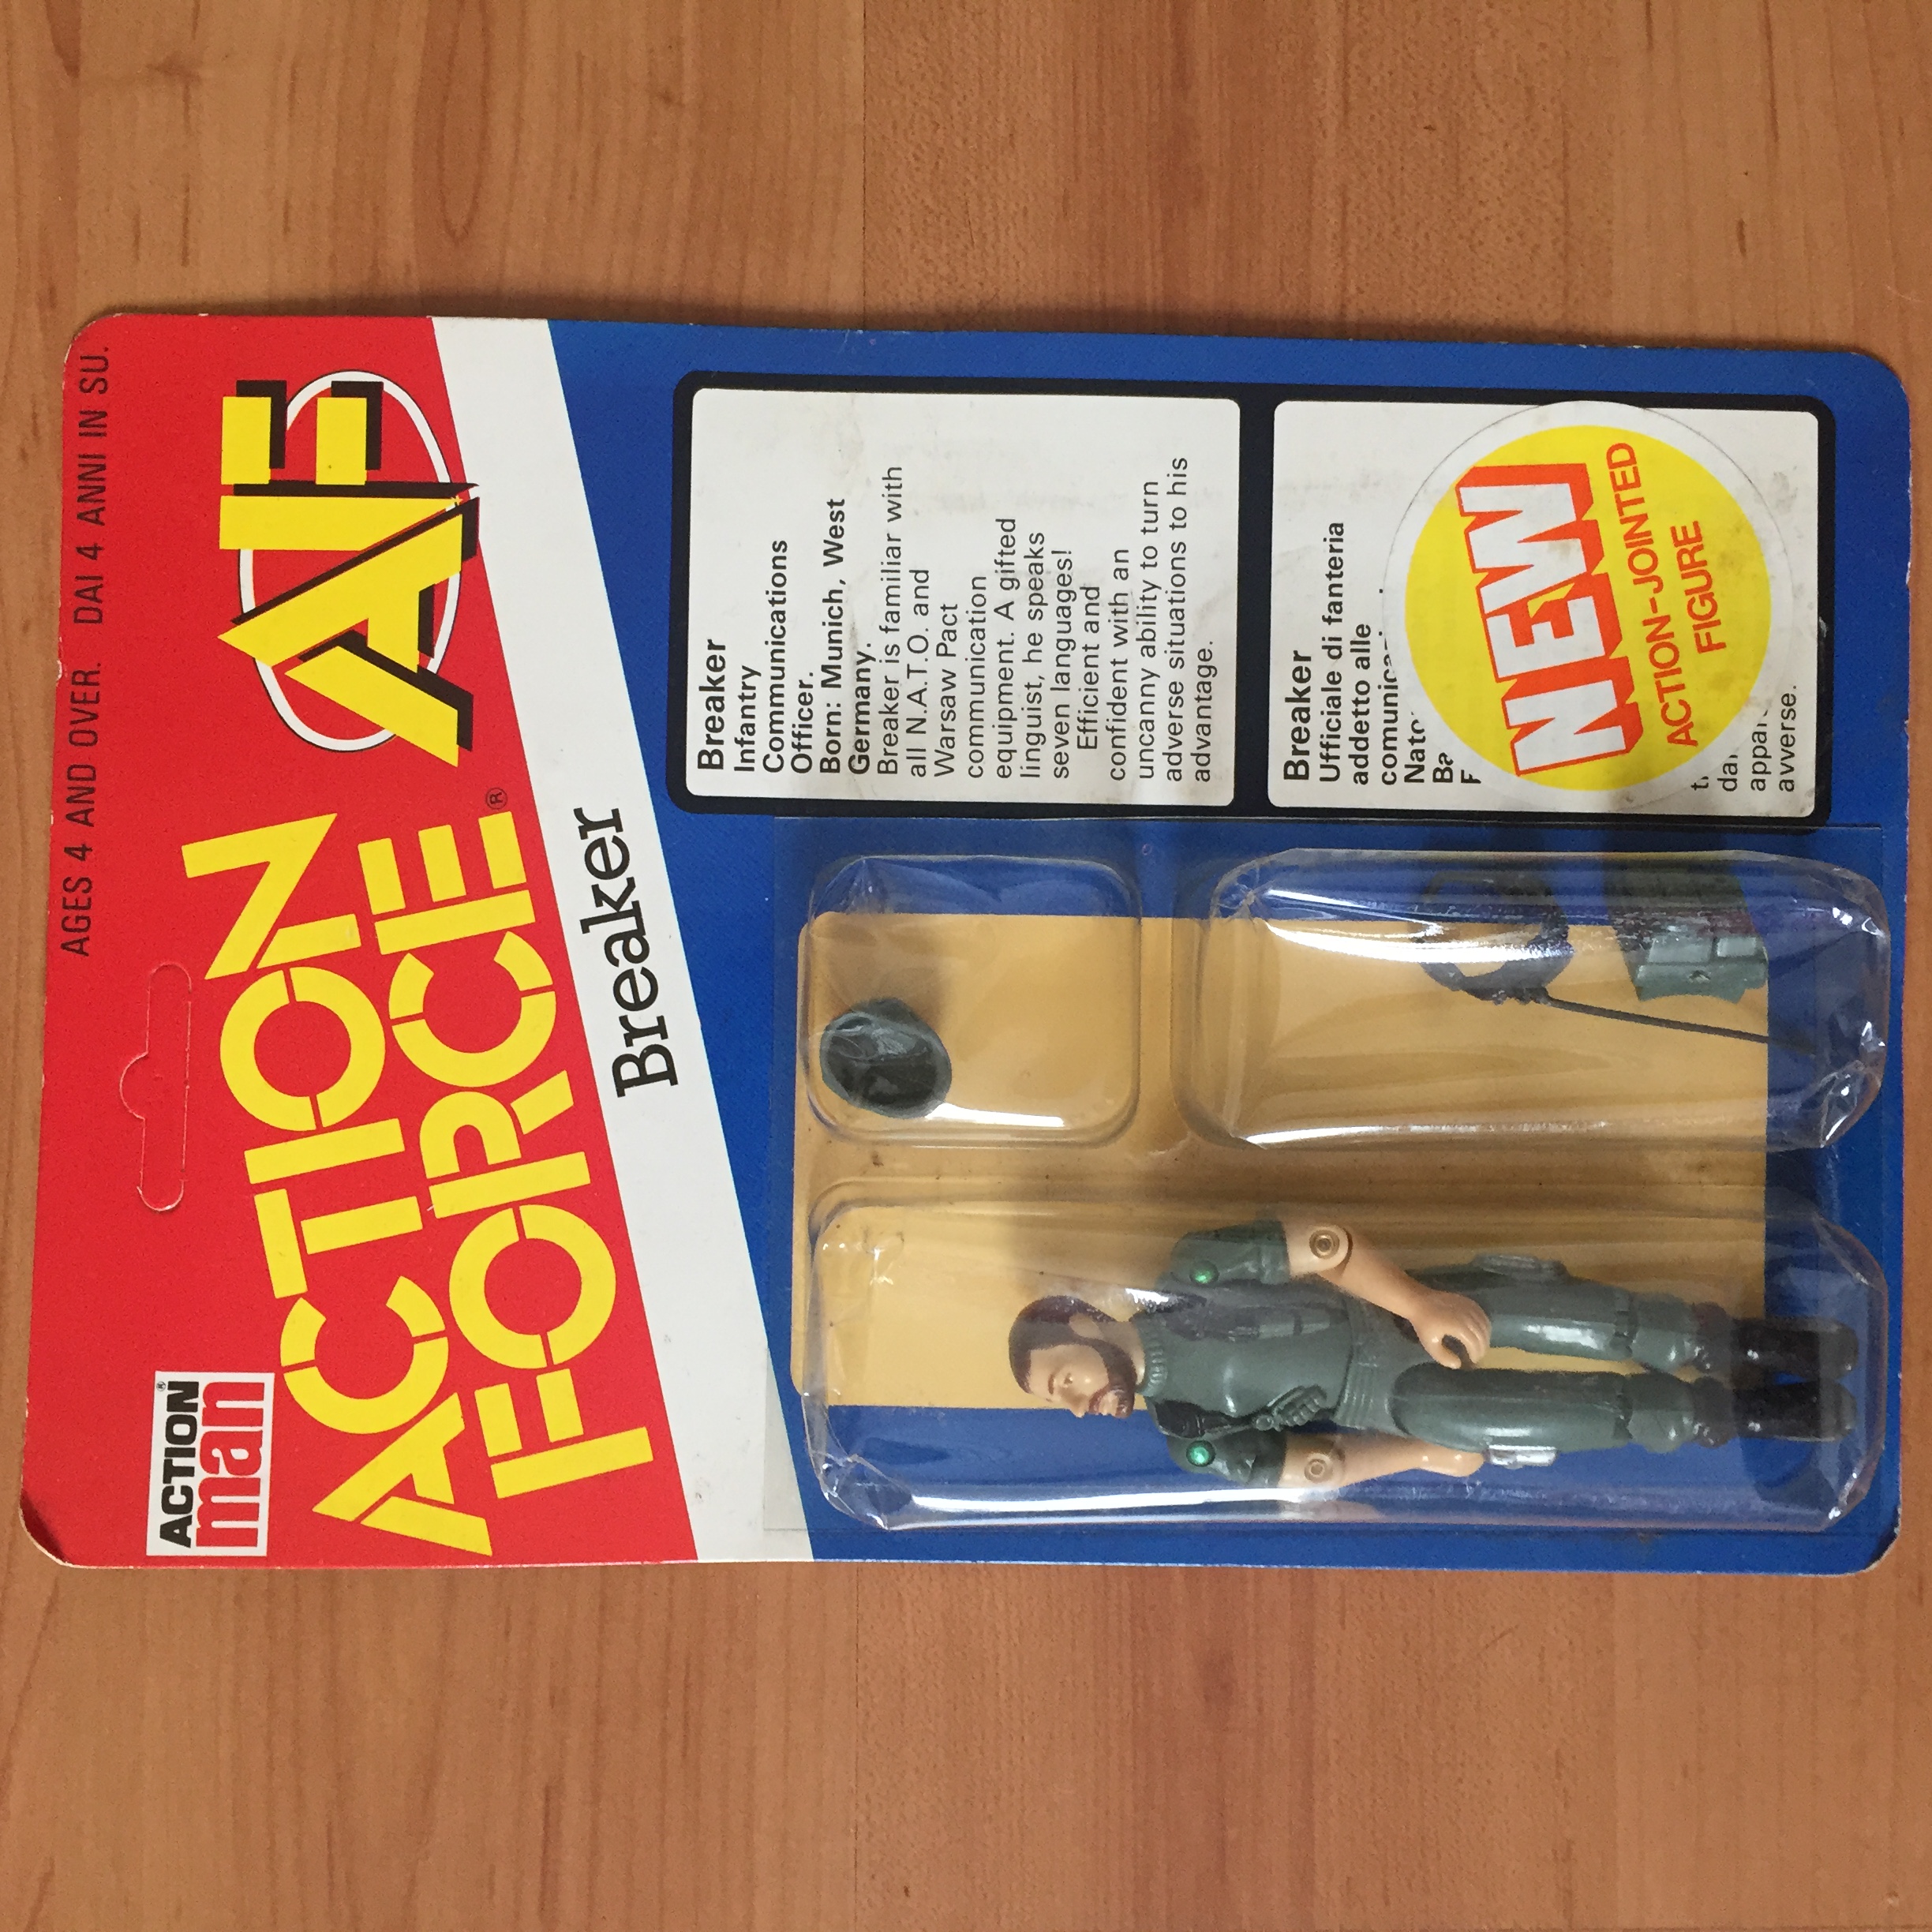 AGES 4 AND OVER. DAI 4 ANNI IN SU.
ACTION®
man
ACTION
FORCE®
AF
Breaker
Breaker
Infantry
Communications
Officer.
Born: Munich, West
Germany.
Breaker is familiar with
all N.A.T.O. and
Warsaw Pact
communication
equipment. A gifted
linguist, he speaks
seven languages!
Efficient and
confident with an
uncanny ability to turn
adverse situations to his
advantage.
Breaker
Ufficiale di fanteria
addetto alle
avverse.
NEW
ACTION-JOINTED
FIGURE